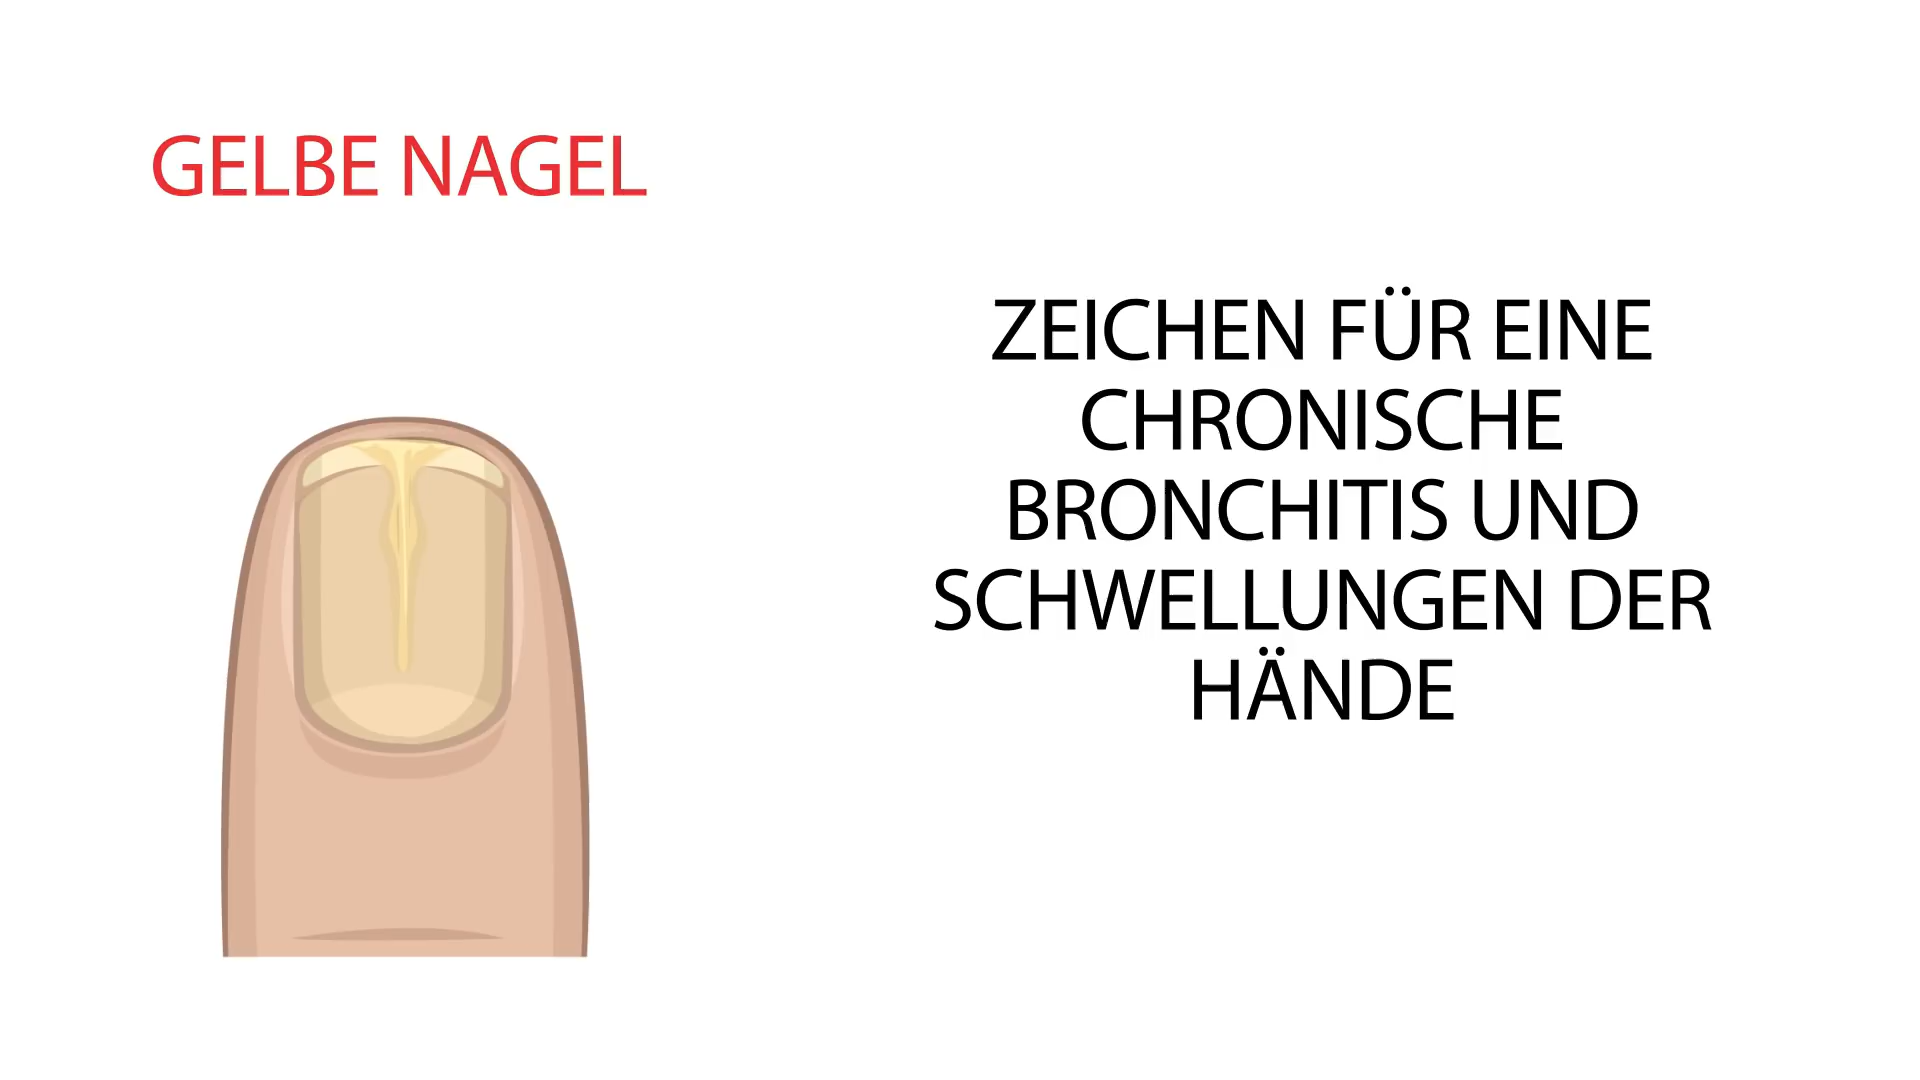 GELBE NAGEL
ZEICHEN FÜR EINE
CHRONISCHE
BRONCHITIS UND
SCHWELLUNGEN DER
HÄNDE